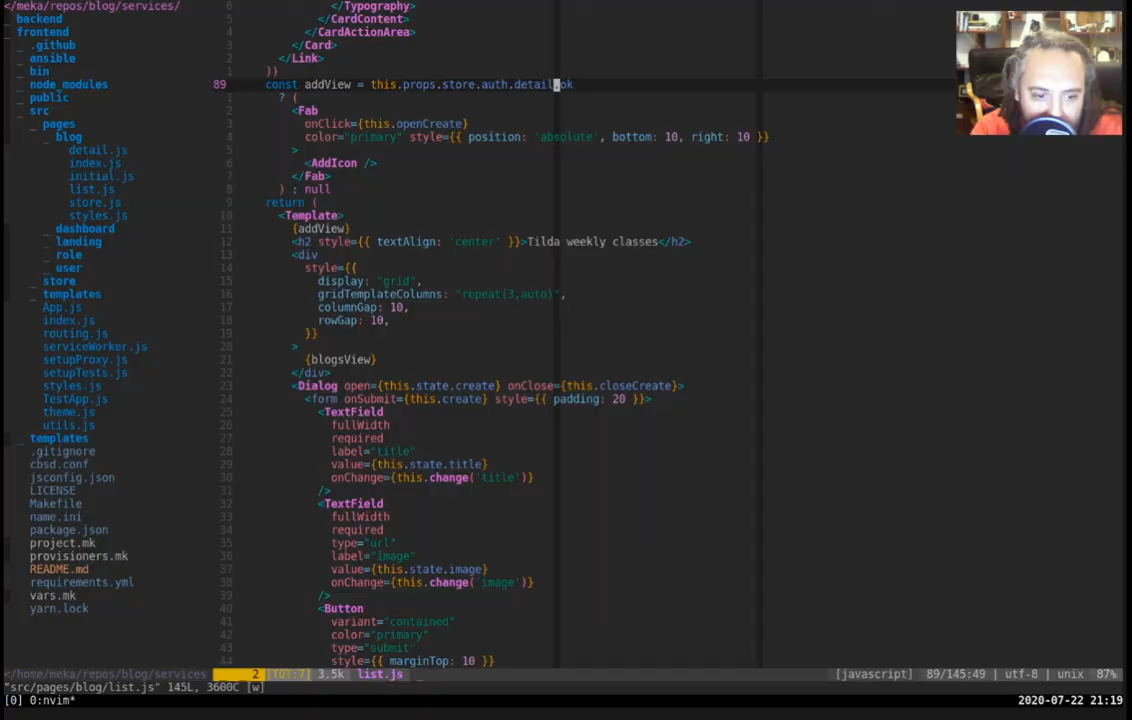 /meka/repos/blog/services/
backend
frontend
.github
ansible
bin
node_modules
public
src
pages
blog
detail.js
index.js
initial.js
list.js
store.js
styles.js
dashboard
landing
role
user
store
templates
App.js
index.js
routing.js
serviceWorker.js
setupProxy.js
setupTests.js
styles.js
TestApp.js
theme.js
utils.js
templates
.gitignore
cbsd.conf
jsconfig.json
LICENSE
Makefile
name.ini
package.json
project.mk
provisioners.mk
README.md
requirements.yml
vars.mk
yarn.lock
6 </Typography>
5 </CardContent>
4 </CardActionArea>
3 </Card>
2 </Link>
1 ))
89 const addView = this.props.store.auth.detail.ok
1 ? (
2 <Fab
3 onClick={this.openCreate}
4 color="primary" style={{ position: 'absolute', bottom: 10, right: 10 }}
5 >
6 <AddIcon />
7 </Fab>
8 ) : null
9 return (
10 <Template>
11 {addView}
12 <h2 style={{ textAlign: 'center' }}>Tilda weekly classes</h2>
13 <div
14 style={{
15 display: "grid",
16 gridTemplateColumns: "repeat(3,auto)",
17 columnGap: 10,
18 rowGap: 10,
19 }}
20 >
21 {blogsView}
22 </div>
23 <Dialog open={this.state.create} onClose={this.closeCreate}>
24 <form onSubmit={this.create} style={{ padding: 20 }}>
25 <TextField
26 fullWidth
27 required
28 label="title"
29 value={this.state.title}
30 onChange={this.change('title')}
31 />
32 <TextField
33 fullWidth
34 required
35 type="url"
36 label="image"
37 value={this.state.image}
38 onChange={this.change('image')}
39 />
40 <Button
41 variant="contained"
42 color="primary"
43 type="submit"
44 style={{ marginTop: 10 }}
</home/meka/repos/blog/services 2 3.5k list.js [javascript] 89/145:49 | utf-8 | unix 87%
"src/pages/blog/list.js" 145L, 3600C [w]
[0] 0:nvim* 2020-07-22 21:19